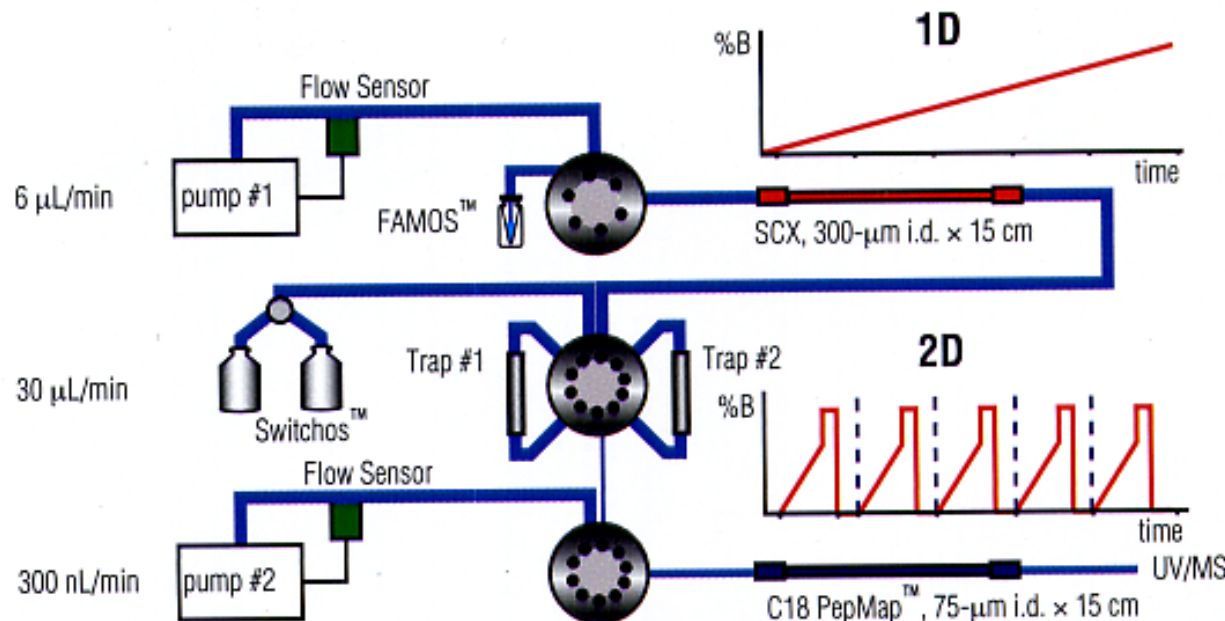 1D
%B
Flow Sensor
time
6 µL/min
pump #1
FAMOS™
SCX, 300-µm i.d. × 15 cm
Trap #1
Trap #2
2D
30 µL/min
Switchos™
%B
Flow Sensor
time
300 nL/min
pump #2
UV/MS
C18 PepMap™, 75-µm i.d. × 15 cm